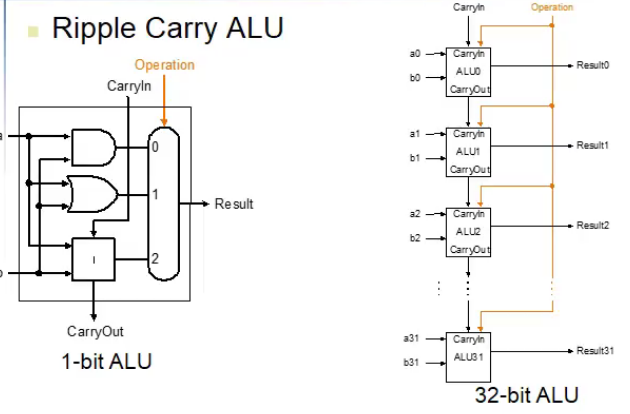 Ripple Carry ALU
Operation
CarryIn
0
1
Result
2
CarryOut
1-bit ALU
CarryIn
Operation
a0
b0
CarryIn
ALU0
CarryOut
Result0
a1
b1
CarryIn
ALU1
CarryOut
Result1
a2
b2
CarryIn
ALU2
CarryOut
Result2
a31
b31
CarryIn
ALU31
Result31
32-bit ALU